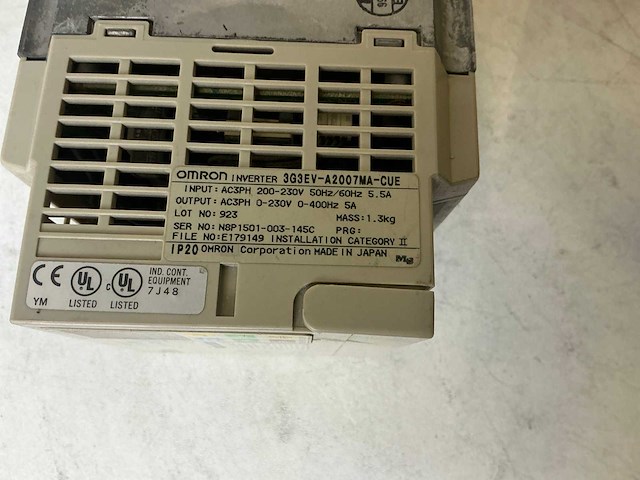 OMRON INVERTER 3G3EV-A2007MA-CUE
INPUT: AC3PH 200-230V 50Hz/60Hz 5.5A
OUTPUT: AC3PH 0-230V 0-400Hz 5A
LOT NO: 923 MASS: 1.3kg
SER NO: N8P1501-003-145C PRG:
FILE NO: E179149 INSTALLATION CATEGORY II
IP20 OMRON Corporation MADE IN JAPAN
CE UL c UL IND. CONT.
EQUIPMENT
7J48
YM LISTED LISTED